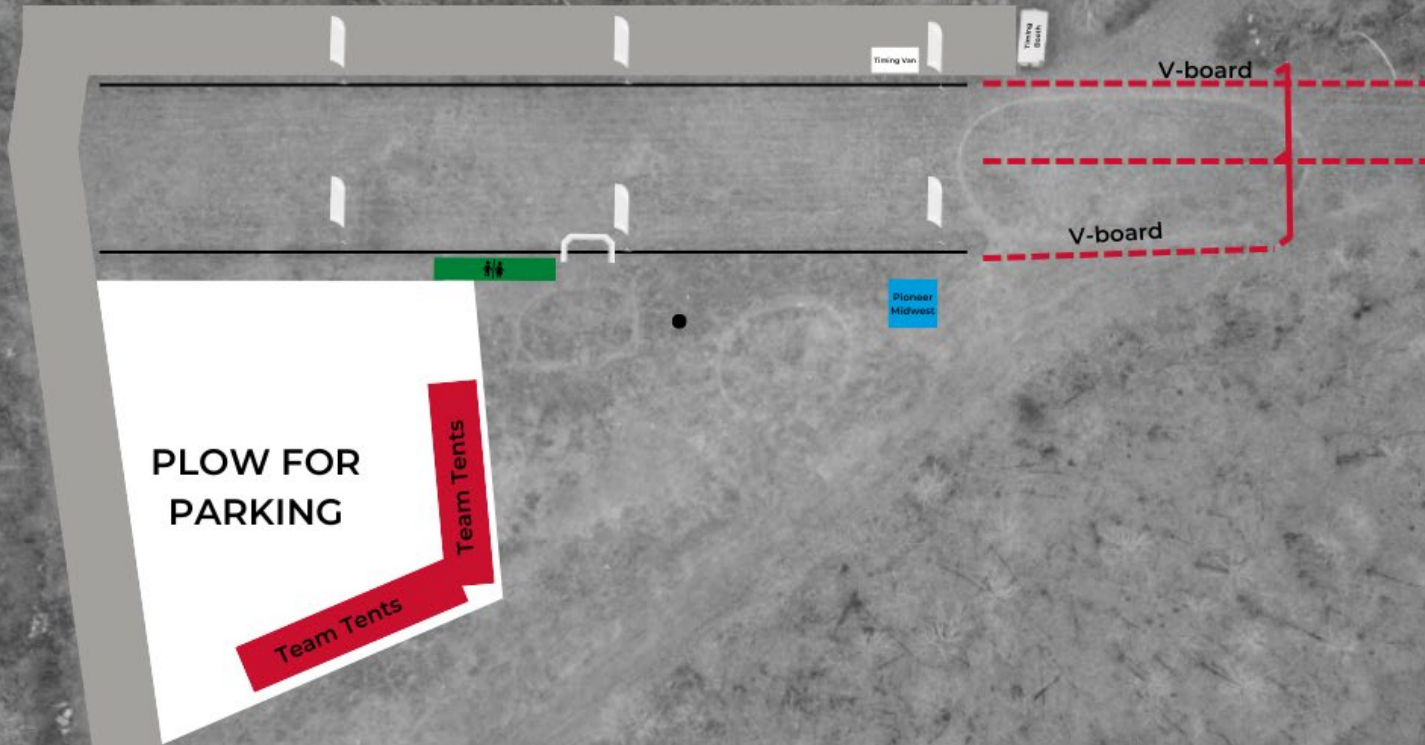 Timing
Booth
Timing Van
V-board
V-board
Pioneer
Midwest
PLOW FOR
PARKING
Team Tents
Team Tents